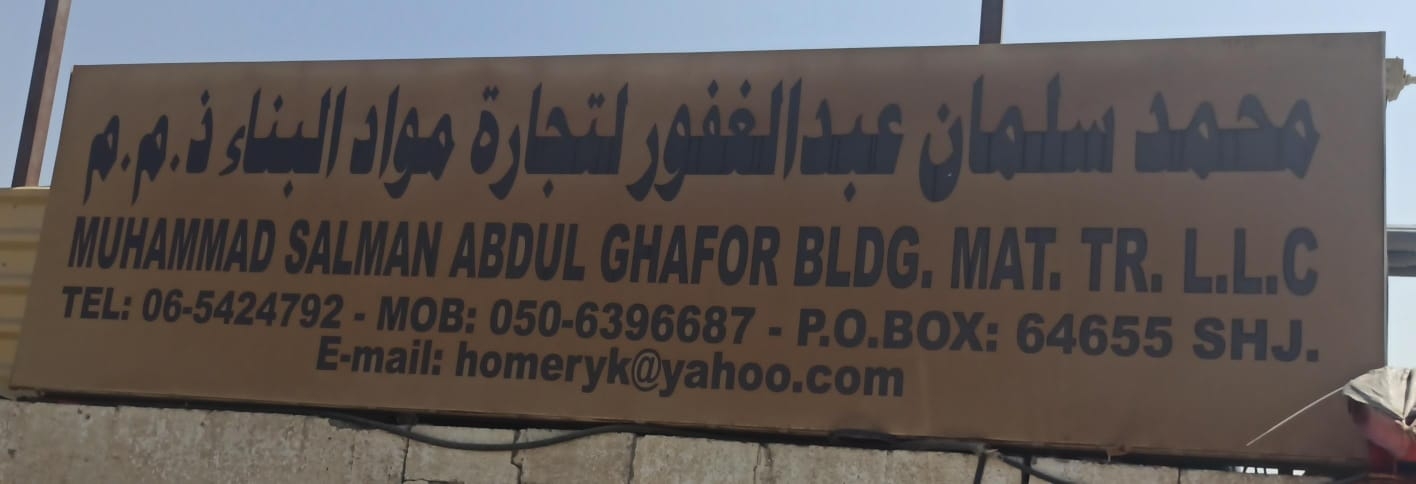 محمد سلمان عبدالغفور لتجارة مواد البناء ذ.م.م
MUHAMMAD SALMAN ABDUL GHAFOR BLDG. MAT. TR. L.L.C
TEL: 06-5424792 - MOB: 050-6396687 - P.O.BOX: 64655 SHJ.
E-mail: homeryk@yahoo.com